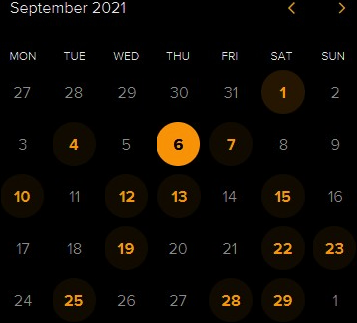 September 2021
MON TUE WED THU FRI SAT SUN
27 28 29 30 31 1 2
3 4 5 6 7 8 9
10 11 12 13 14 15 16
17 18 19 20 21 22 23
24 25 26 27 28 29 1